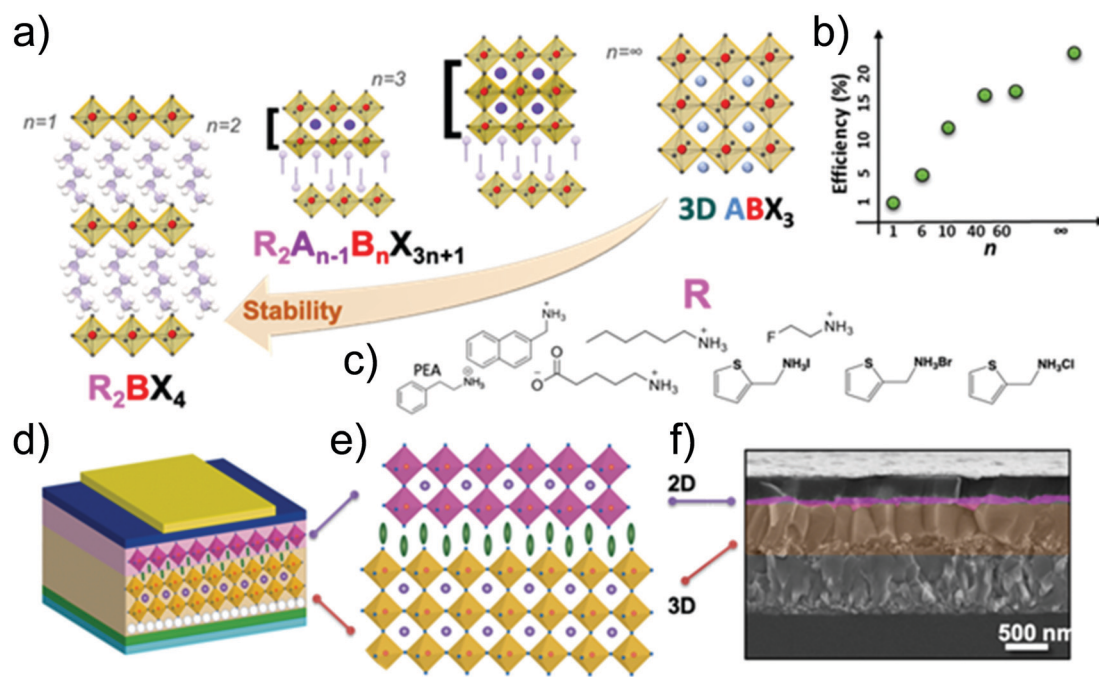 a)
n=1
n=2
n=3
n=∞
R₂BX₄
R₂Aₙ₋₁BₙX₃ₙ₊₁
3D ABX₃
Stability
b)
Efficiency (%)
20
15
10
5
1
1 6 10 40 60 ∞
n
R
c)
NH₃
+
NH₃
+
F
NH₃
+
PEA
NH₃
⊕
O
⁻O
NH₃
+
S
NH₃I
S
NH₃Br
S
NH₃Cl
d)
e)
2D
3D
f)
500 nm